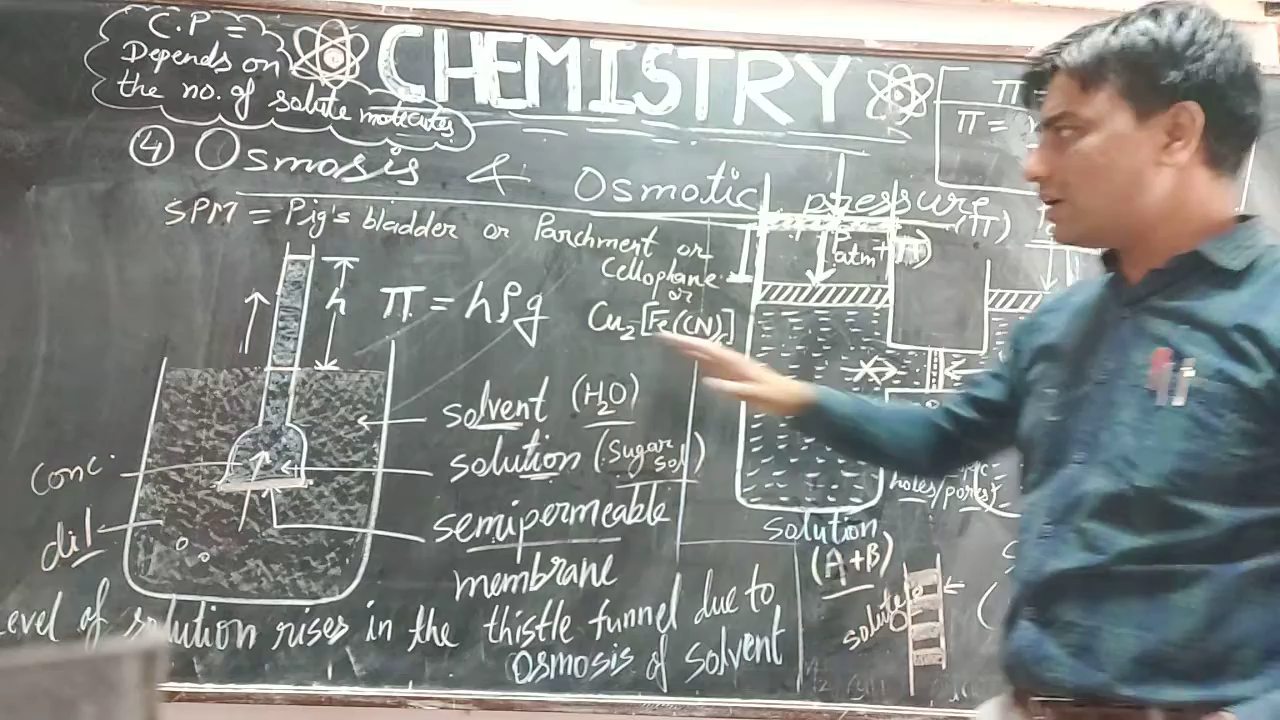 C.P =
Depends on
the no. of solute molecules
CHEMISTRY
④ Osmosis & Osmotic pressure (π)
SPM = Pig's bladder or Parchment or
Cellophane
or
Cu₂[Fe(CN)₆]
h
π = hρg
solvent (H₂O)
solution (Sugar sol)
semipermeable
membrane
conc.
dil
Level of solution rises in the thistle funnel due to
Osmosis of solvent
π =
π =
P atm + π)
holes/pores
solution
(A+B)
solute